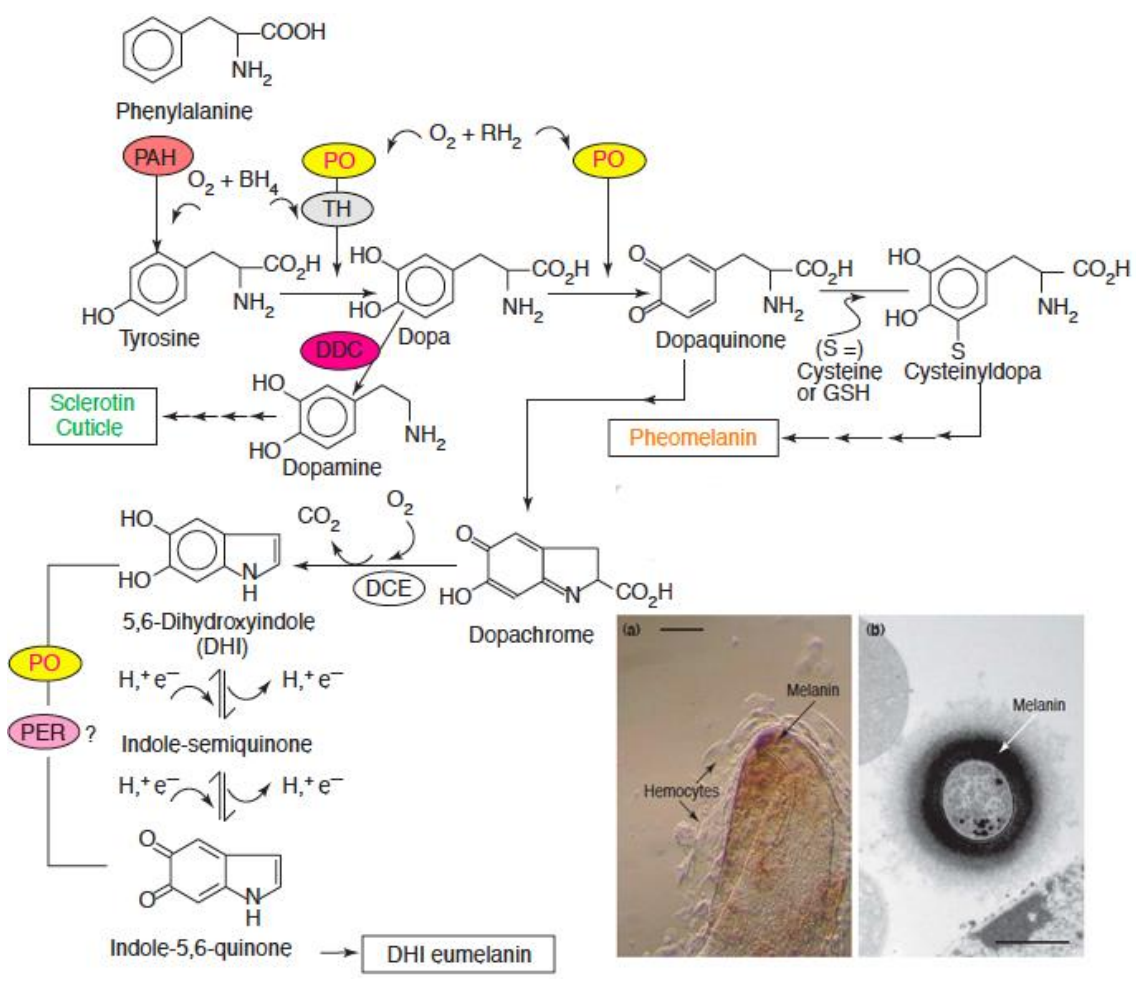 COOH
NH2
Phenylalanine
PAH
O2 + BH4
PO
TH
O2 + RH2
PO
HO
CO2H
NH2
Tyrosine
HO
HO
CO2H
NH2
Dopa
O
O
CO2H
NH2
Dopaquinone
(S =)
Cysteine
or GSH
HO
HO
S
CO2H
NH2
Cysteinyldopa
DDC
HO
HO
NH2
Dopamine
Sclerotin
Cuticle
Pheomelanin
HO
HO
N
H
5,6-Dihydroxyindole
(DHI)
CO2
O2
DCE
O
HO
N
CO2H
Dopachrome
PO
PER ?
H,+ e– H,+ e–
Indole-semiquinone
H,+ e– H,+ e–
O
O
N
H
Indole-5,6-quinone
DHI eumelanin
(a)
Melanin
Hemocytes
(b)
Melanin